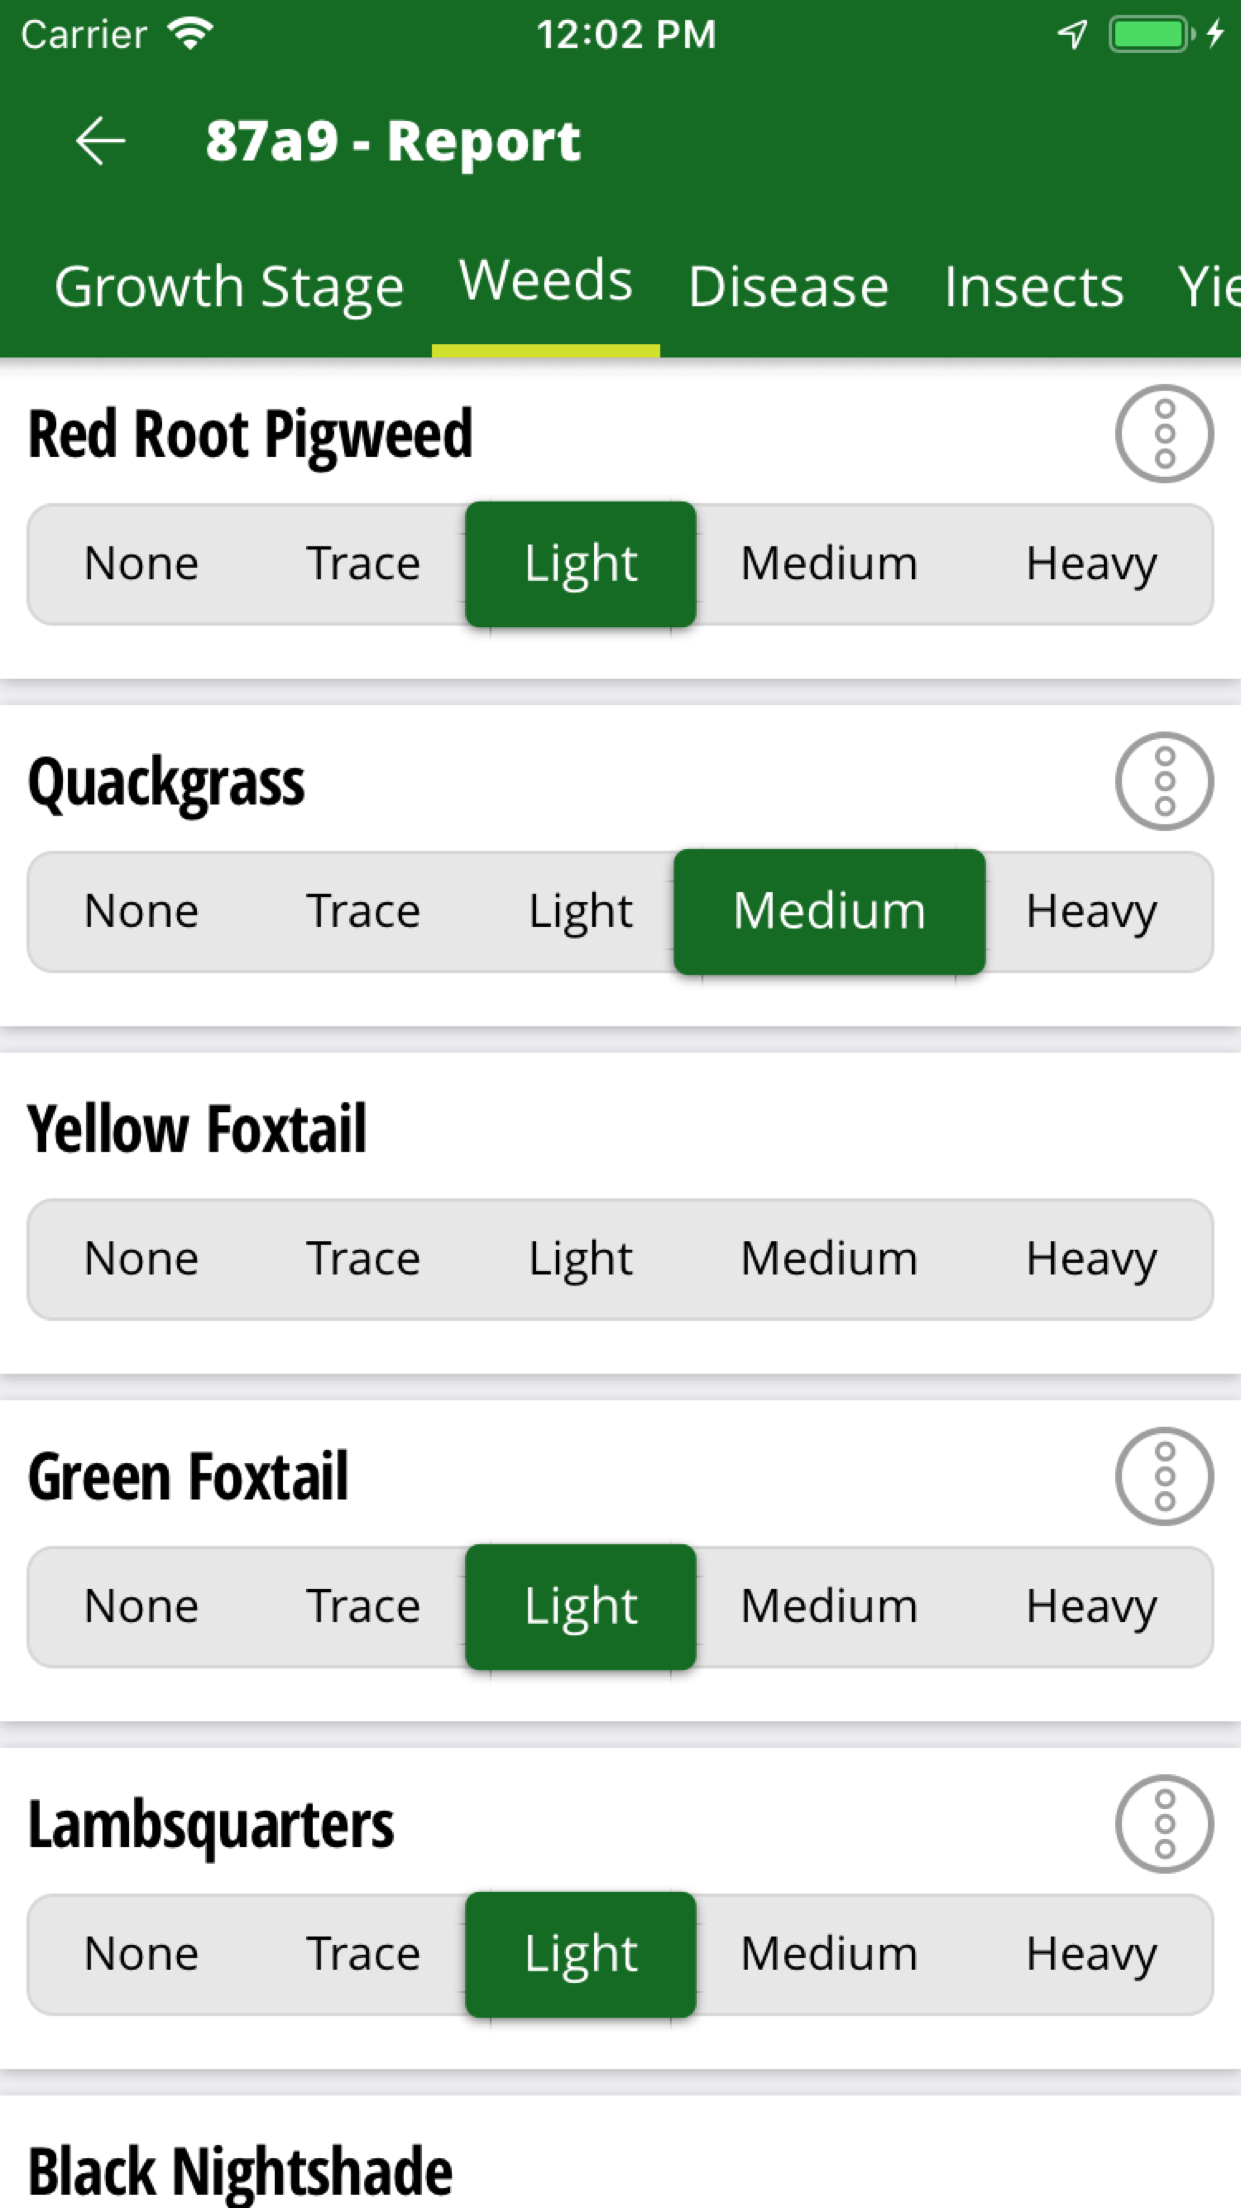 Carrier 12:02 PM
87a9 - Report
Growth Stage Weeds Disease Insects Yie
Red Root Pigweed
None Trace Light Medium Heavy
Quackgrass
None Trace Light Medium Heavy
Yellow Foxtail
None Trace Light Medium Heavy
Green Foxtail
None Trace Light Medium Heavy
Lambsquarters
None Trace Light Medium Heavy
Black Nightshade